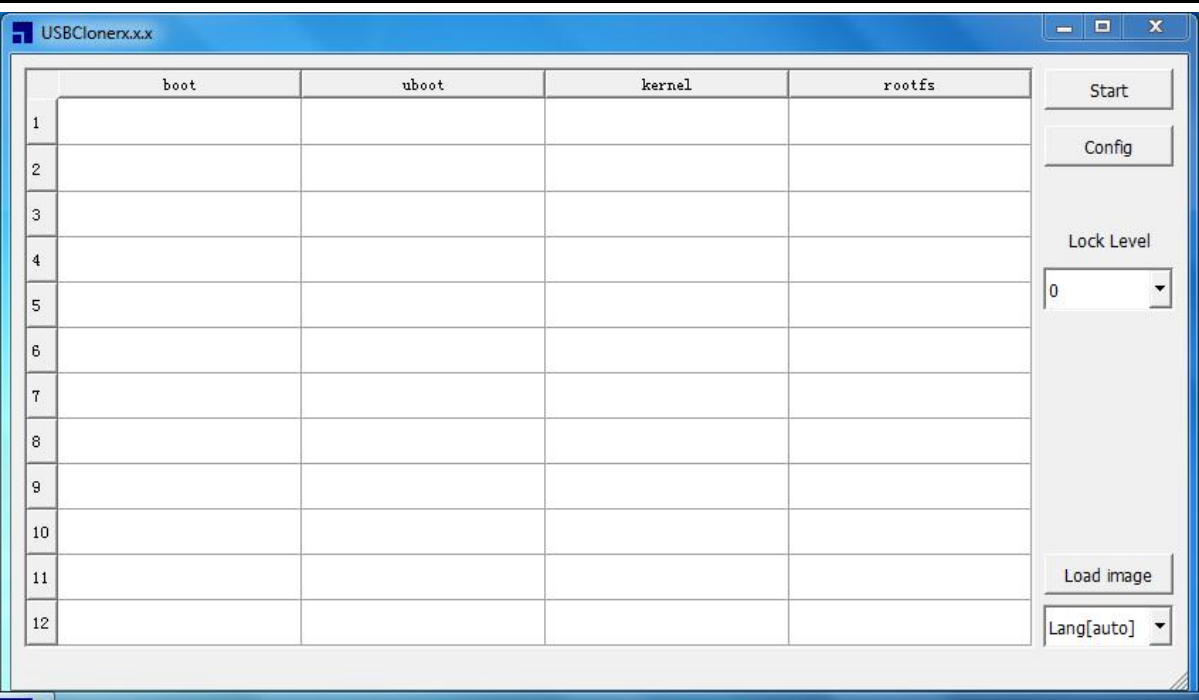 USBClonerx.x.x
boot uboot kernel rootfs
1
2
3
4
5
6
7
8
9
10
11
12
Start
Config
Lock Level
0
Load image
Lang[auto]